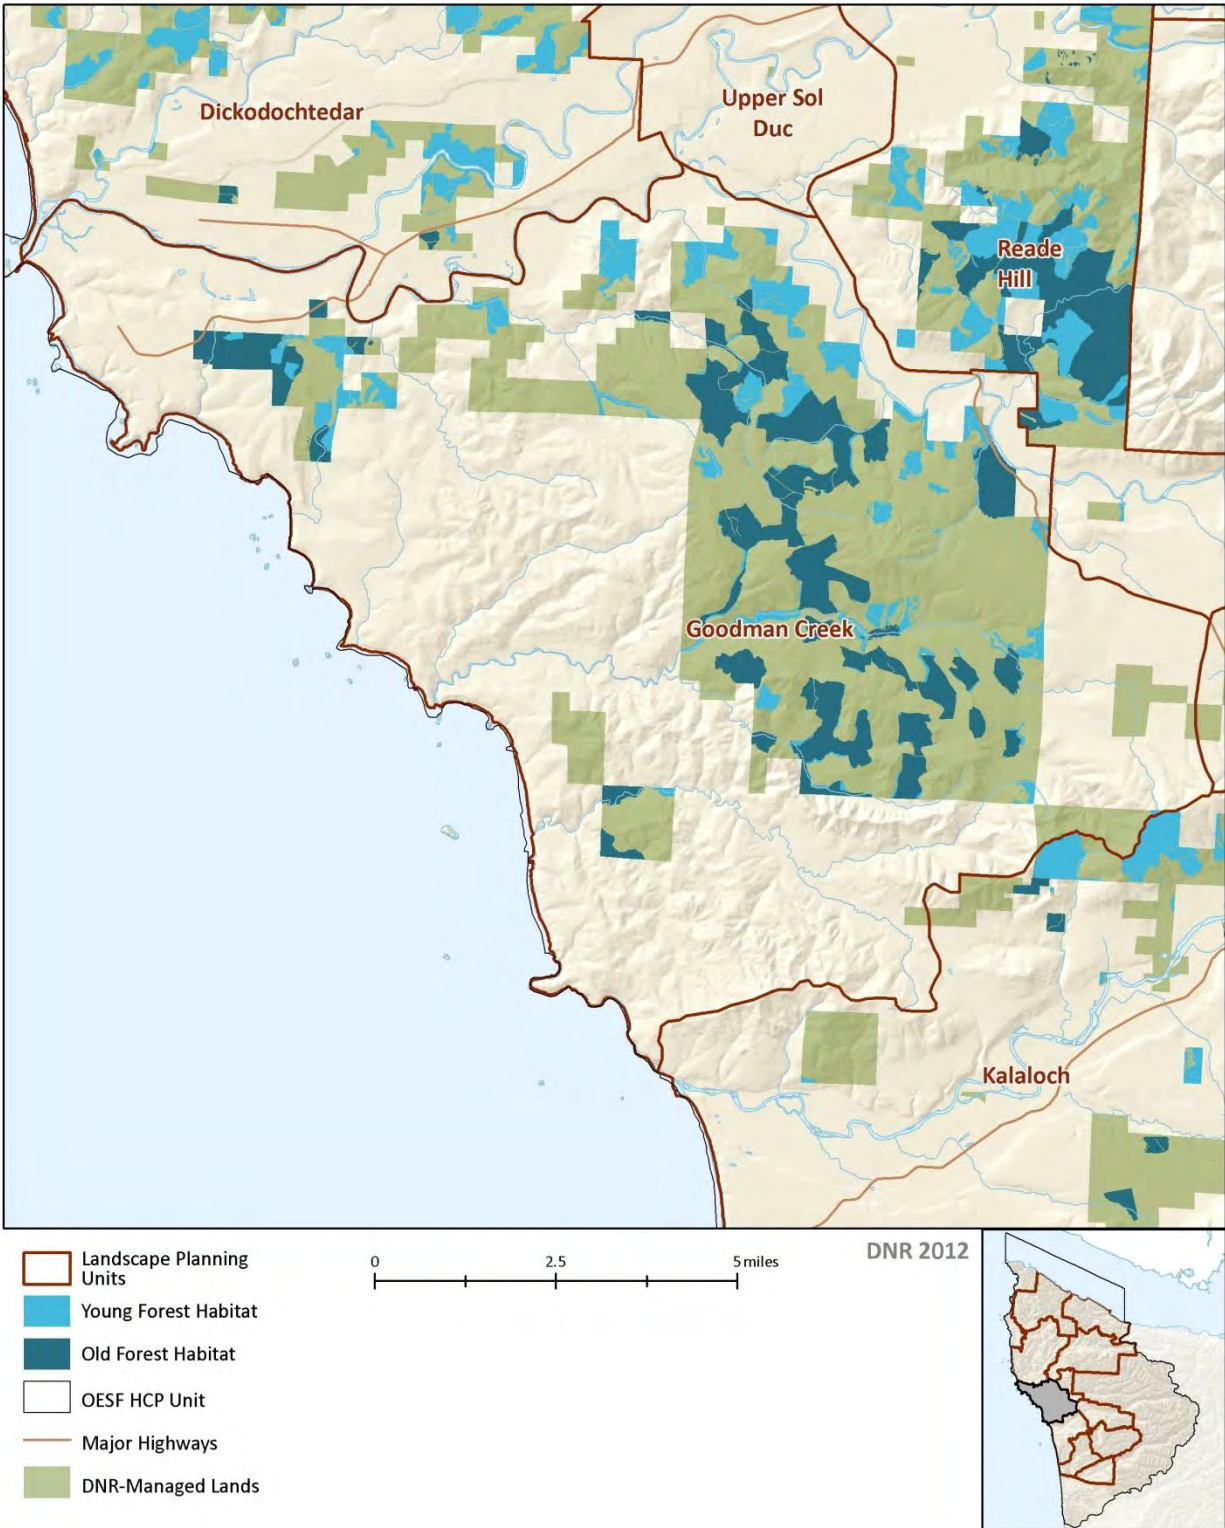 Dickodochtedar
Upper Sol
Duc
Reade
Hill
Goodman Creek
Kalaloch
Landscape Planning
Units
Young Forest Habitat
Old Forest Habitat
OESF HCP Unit
Major Highways
DNR-Managed Lands
0 2.5 5 miles
DNR 2012